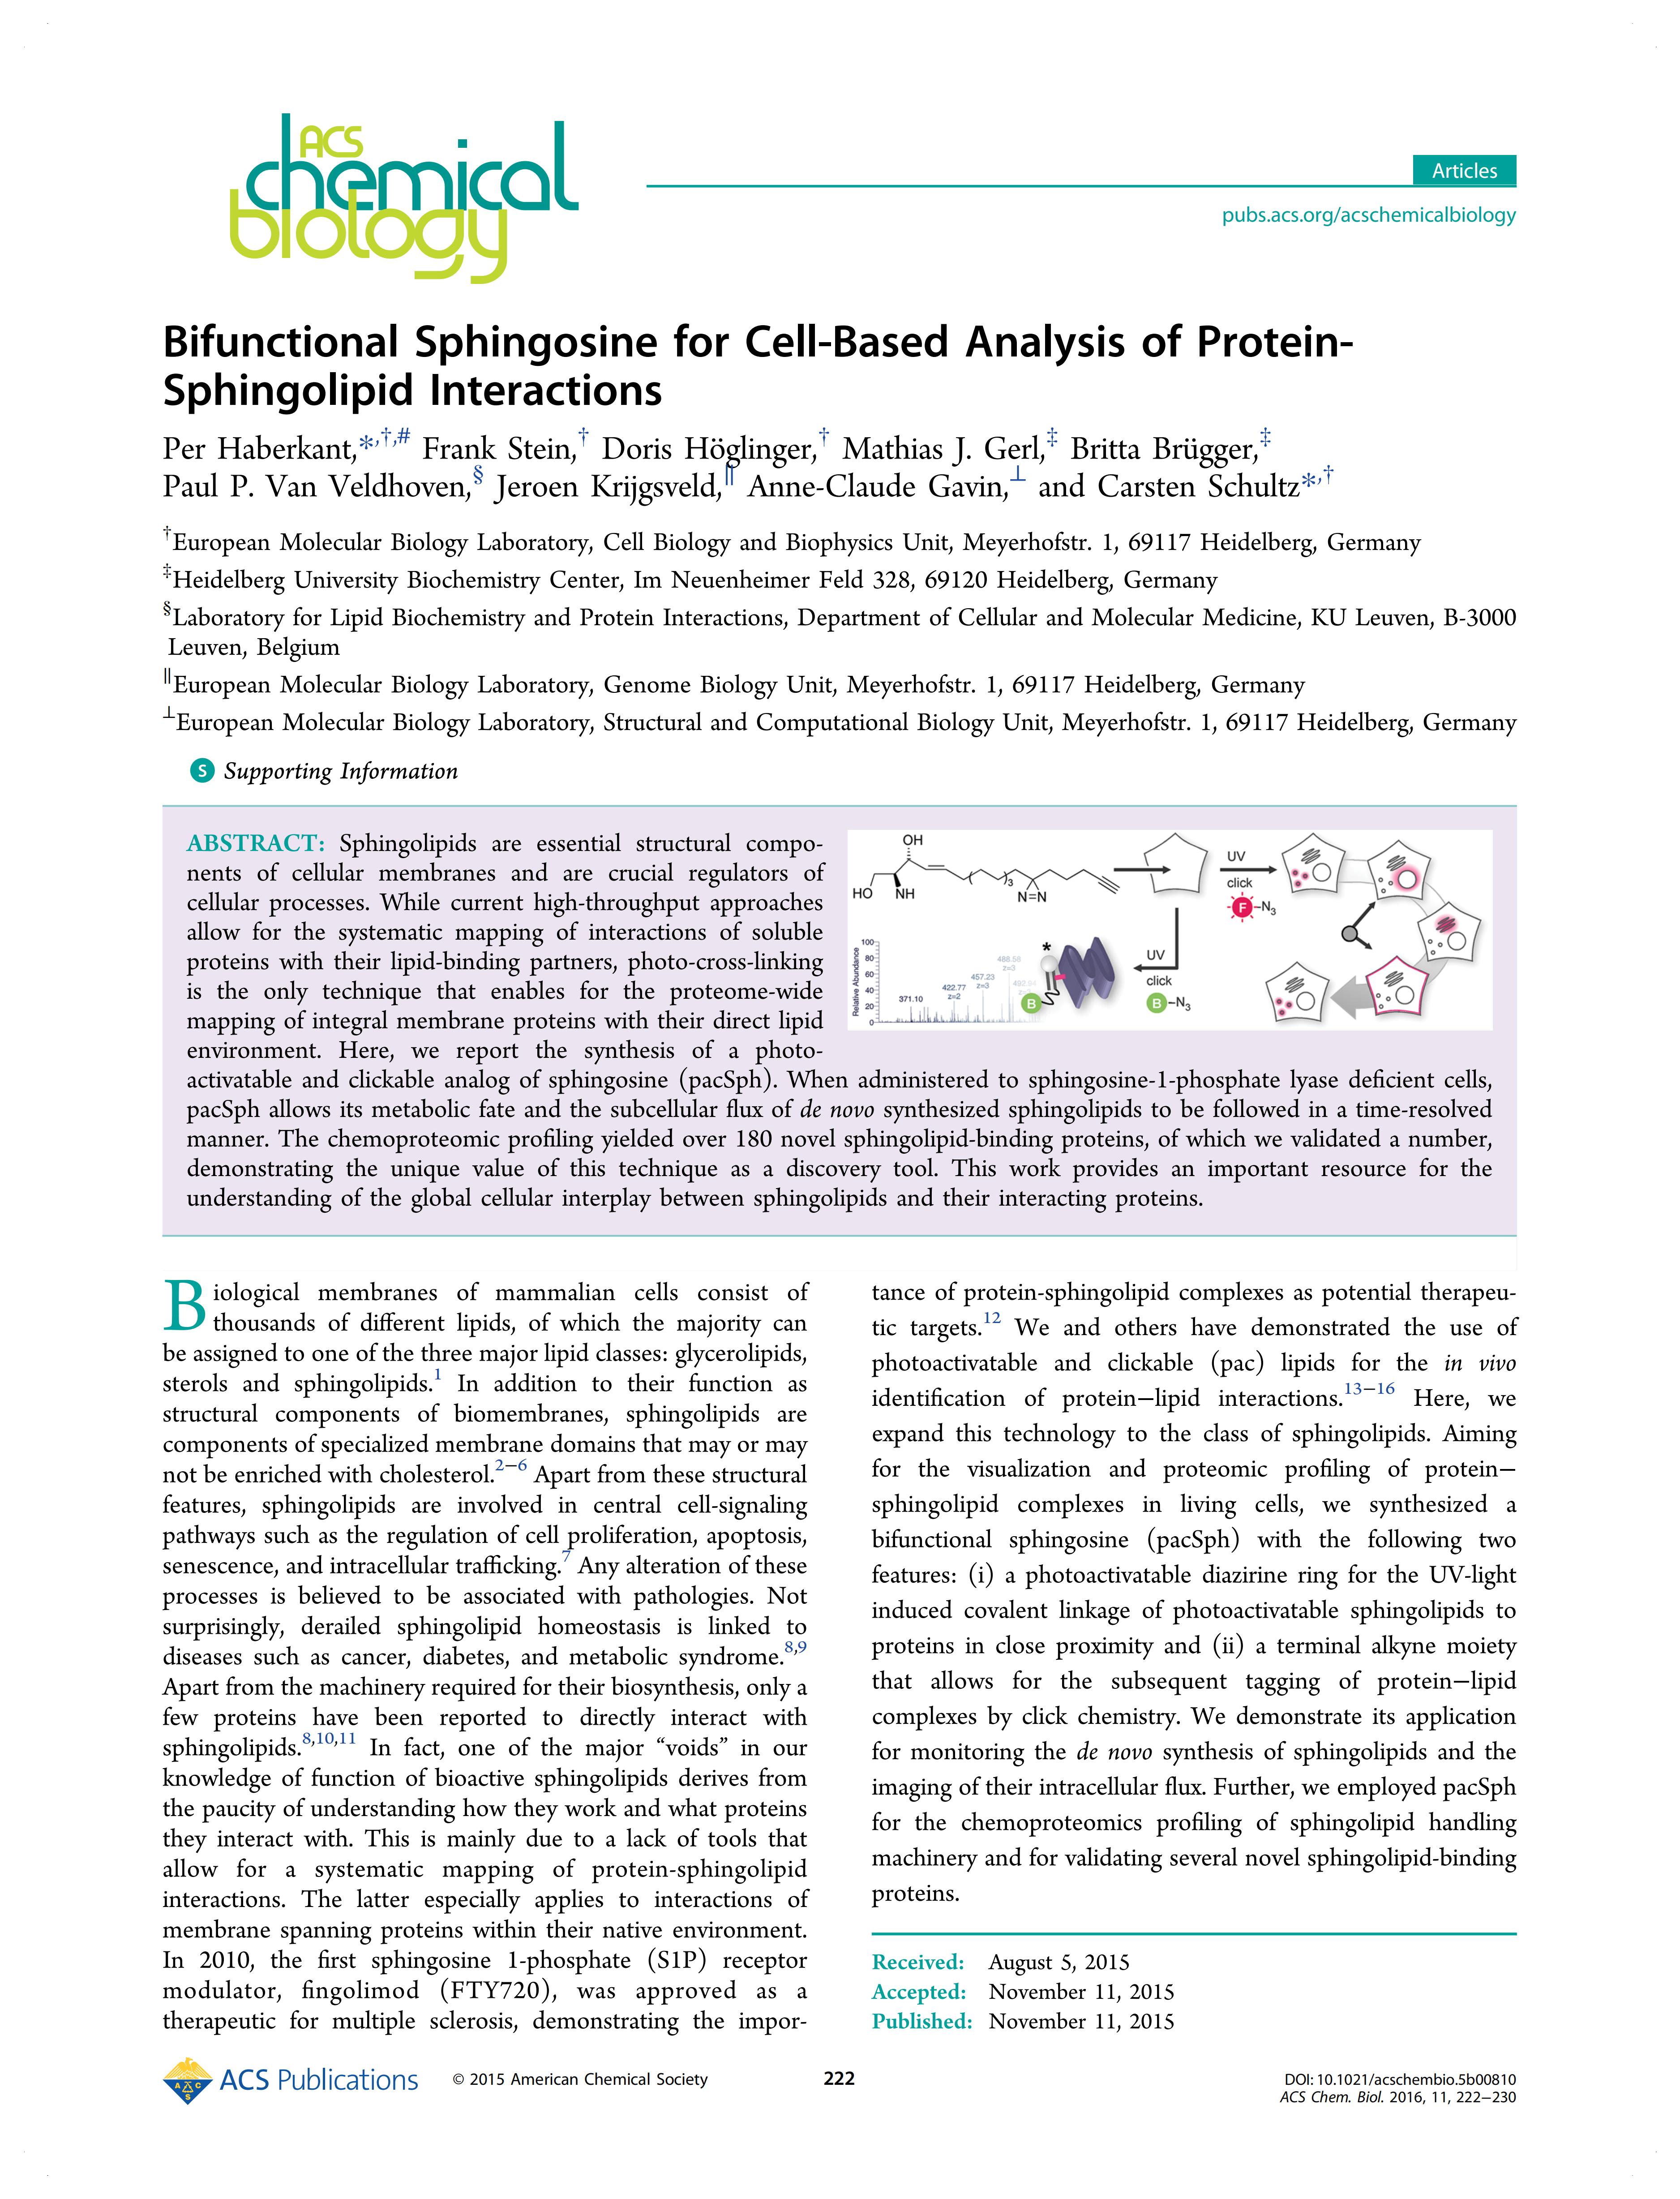 ACS
chemical
biology
Articles
pubs.acs.org/acschemicalbiology
Bifunctional Sphingosine for Cell-Based Analysis of Protein-
Sphingolipid Interactions
Per Haberkant,*,†,# Frank Stein,† Doris Höglinger,† Mathias J. Gerl,‡ Britta Brügger,‡
Paul P. Van Veldhoven,§ Jeroen Krijgsveld,∥ Anne-Claude Gavin,⊥ and Carsten Schultz*,†
†European Molecular Biology Laboratory, Cell Biology and Biophysics Unit, Meyerhofstr. 1, 69117 Heidelberg, Germany
‡Heidelberg University Biochemistry Center, Im Neuenheimer Feld 328, 69120 Heidelberg, Germany
§Laboratory for Lipid Biochemistry and Protein Interactions, Department of Cellular and Molecular Medicine, KU Leuven, B-3000
Leuven, Belgium
∥European Molecular Biology Laboratory, Genome Biology Unit, Meyerhofstr. 1, 69117 Heidelberg, Germany
⊥European Molecular Biology Laboratory, Structural and Computational Biology Unit, Meyerhofstr. 1, 69117 Heidelberg, Germany
S Supporting Information
ABSTRACT: Sphingolipids are essential structural compo-
nents of cellular membranes and are crucial regulators of
cellular processes. While current high-throughput approaches
allow for the systematic mapping of interactions of soluble
proteins with their lipid-binding partners, photo-cross-linking
is the only technique that enables for the proteome-wide
mapping of integral membrane proteins with their direct lipid
environment. Here, we report the synthesis of a photo-
activatable and clickable analog of sphingosine (pacSph). When administered to sphingosine-1-phosphate lyase deficient cells,
pacSph allows its metabolic fate and the subcellular flux of de novo synthesized sphingolipids to be followed in a time-resolved
manner. The chemoproteomic profiling yielded over 180 novel sphingolipid-binding proteins, of which we validated a number,
demonstrating the unique value of this technique as a discovery tool. This work provides an important resource for the
understanding of the global cellular interplay between sphingolipids and their interacting proteins.
OH
HO
NH
3
N=N
UV
click
F-N3
UV
click
B-N3
Relative Abundance
100
80
60
40
20
0
371.10
422.77
z=2
457.23
z=3
488.56
z=3
*
B
Biological membranes of mammalian cells consist of
thousands of different lipids, of which the majority can
be assigned to one of the three major lipid classes: glycerolipids,
sterols and sphingolipids.1 In addition to their function as
structural components of biomembranes, sphingolipids are
components of specialized membrane domains that may or may
not be enriched with cholesterol.2−6 Apart from these structural
features, sphingolipids are involved in central cell-signaling
pathways such as the regulation of cell proliferation, apoptosis,
senescence, and intracellular trafficking.7 Any alteration of these
processes is believed to be associated with pathologies. Not
surprisingly, derailed sphingolipid homeostasis is linked to
diseases such as cancer, diabetes, and metabolic syndrome.8,9
Apart from the machinery required for their biosynthesis, only a
few proteins have been reported to directly interact with
sphingolipids.8,10,11 In fact, one of the major “voids” in our
knowledge of function of bioactive sphingolipids derives from
the paucity of understanding how they work and what proteins
they interact with. This is mainly due to a lack of tools that
allow for a systematic mapping of protein-sphingolipid
interactions. The latter especially applies to interactions of
membrane spanning proteins within their native environment.
In 2010, the first sphingosine 1-phosphate (S1P) receptor
modulator, fingolimod (FTY720), was approved as a
therapeutic for multiple sclerosis, demonstrating the impor-
tance of protein-sphingolipid complexes as potential therapeu-
tic targets.12 We and others have demonstrated the use of
photoactivatable and clickable (pac) lipids for the in vivo
identification of protein−lipid interactions.13−16 Here, we
expand this technology to the class of sphingolipids. Aiming
for the visualization and proteomic profiling of protein−
sphingolipid complexes in living cells, we synthesized a
bifunctional sphingosine (pacSph) with the following two
features: (i) a photoactivatable diazirine ring for the UV-light
induced covalent linkage of photoactivatable sphingolipids to
proteins in close proximity and (ii) a terminal alkyne moiety
that allows for the subsequent tagging of protein−lipid
complexes by click chemistry. We demonstrate its application
for monitoring the de novo synthesis of sphingolipids and the
imaging of their intracellular flux. Further, we employed pacSph
for the chemoproteomics profiling of sphingolipid handling
machinery and for validating several novel sphingolipid-binding
proteins.
Received: August 5, 2015
Accepted: November 11, 2015
Published: November 11, 2015
ACS Publications
© 2015 American Chemical Society
222
DOI: 10.1021/acschembio.5b00810
ACS Chem. Biol. 2016, 11, 222−230